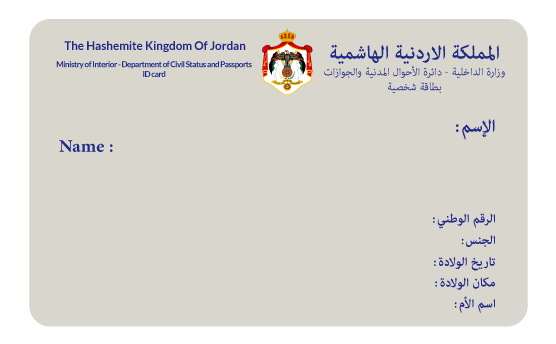 The Hashemite Kingdom Of Jordan
Ministry of Interior - Department of Civil Status and Passports
ID card
المملكة الاردنية الهاشمية
وزارة الداخلية - دائرة الأحوال المدنية والجوازات
بطاقة شخصية
الإسم:
Name :
الرقم الوطني:
الجنس:
تاريخ الولادة:
مكان الولادة:
اسم الأم: